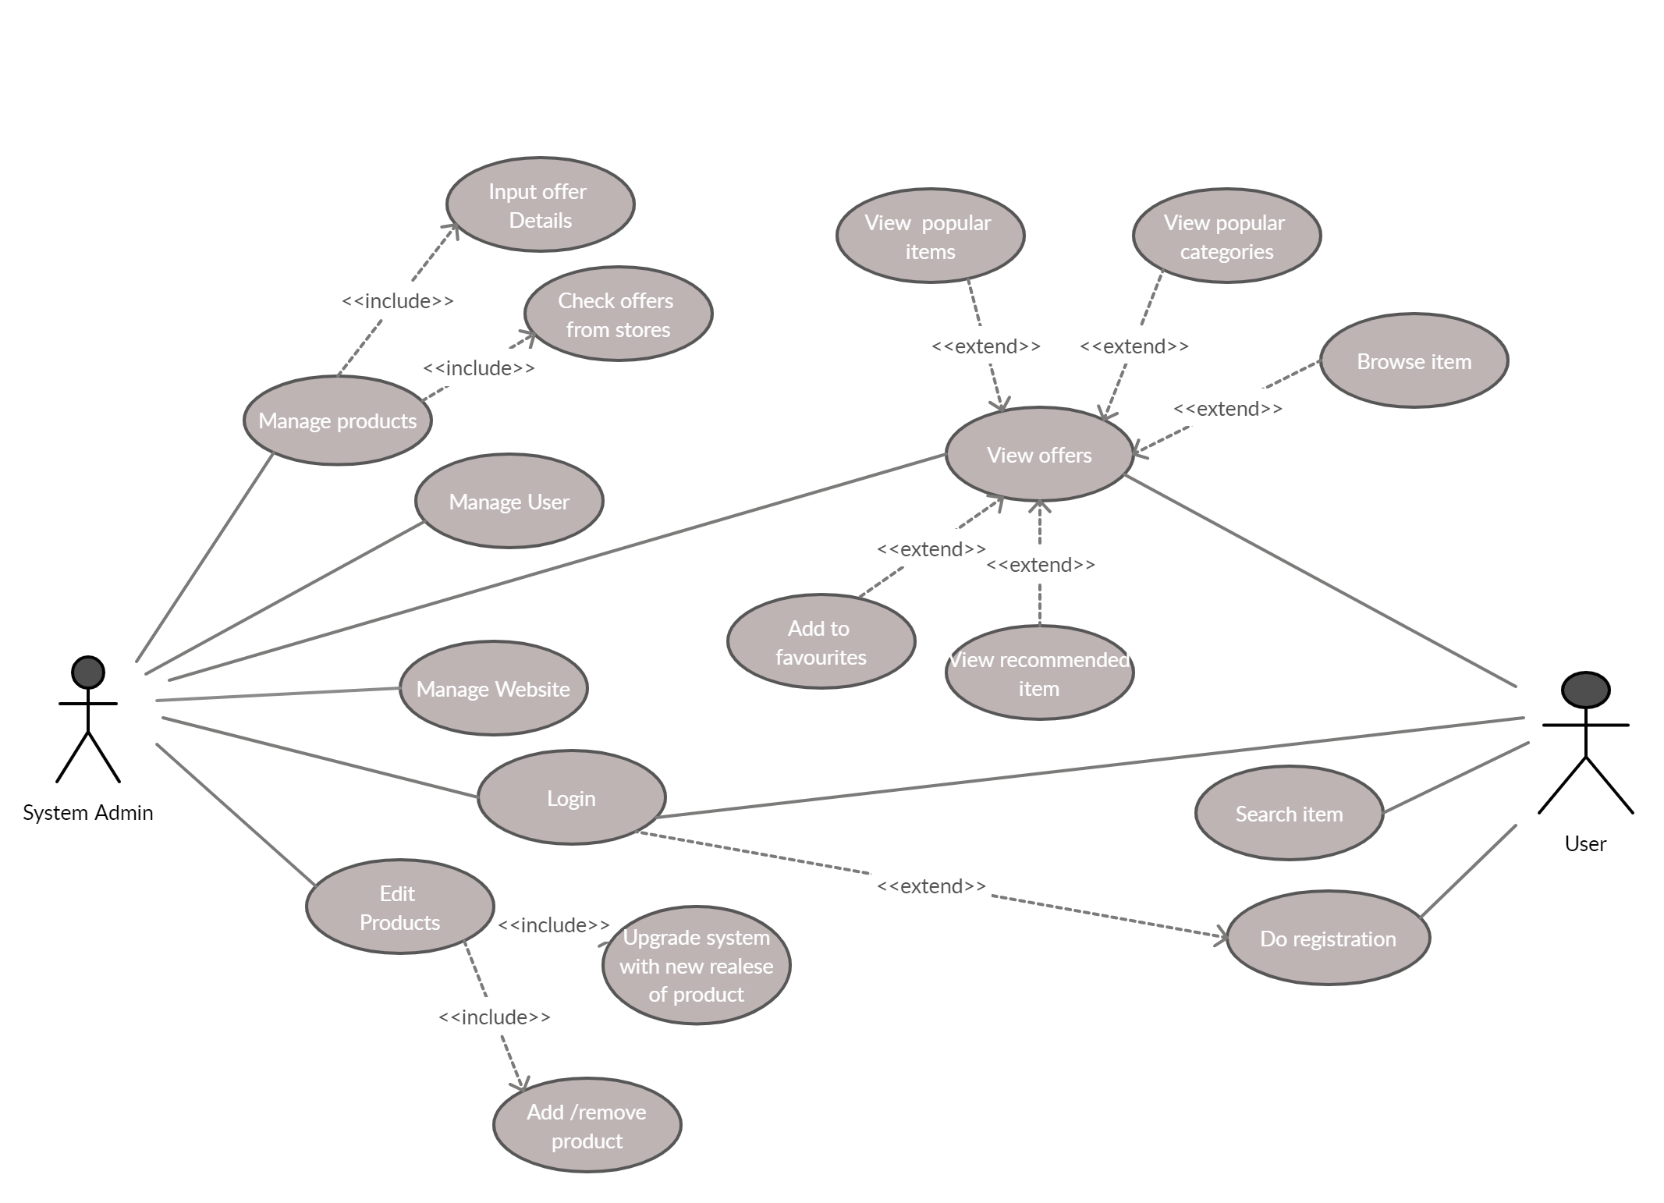 Input offer
Details
<<include>>
Check offers
from stores
<<include>>
Manage products
Manage User
View  popular
items
View popular
categories
<<extend>>
<<extend>>
Browse item
<<extend>>
View offers
<<extend>>
<<extend>>
Add to
favourites
View recommended
item
Manage Website
System Admin
Login
Search item
User
<<extend>>
Do registration
Edit
Products
<<include>>
Upgrade system
with new realese
of product
<<include>>
Add /remove
product